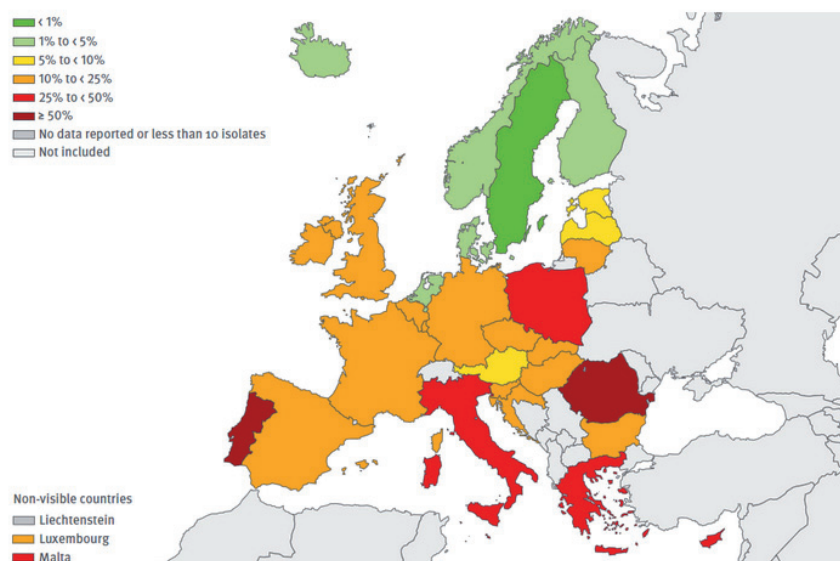 < 1%
1% to < 5%
5% to < 10%
10% to < 25%
25% to < 50%
≥ 50%
No data reported or less than 10 isolates
Not included
Non-visible countries
Liechtenstein
Luxembourg
Malta